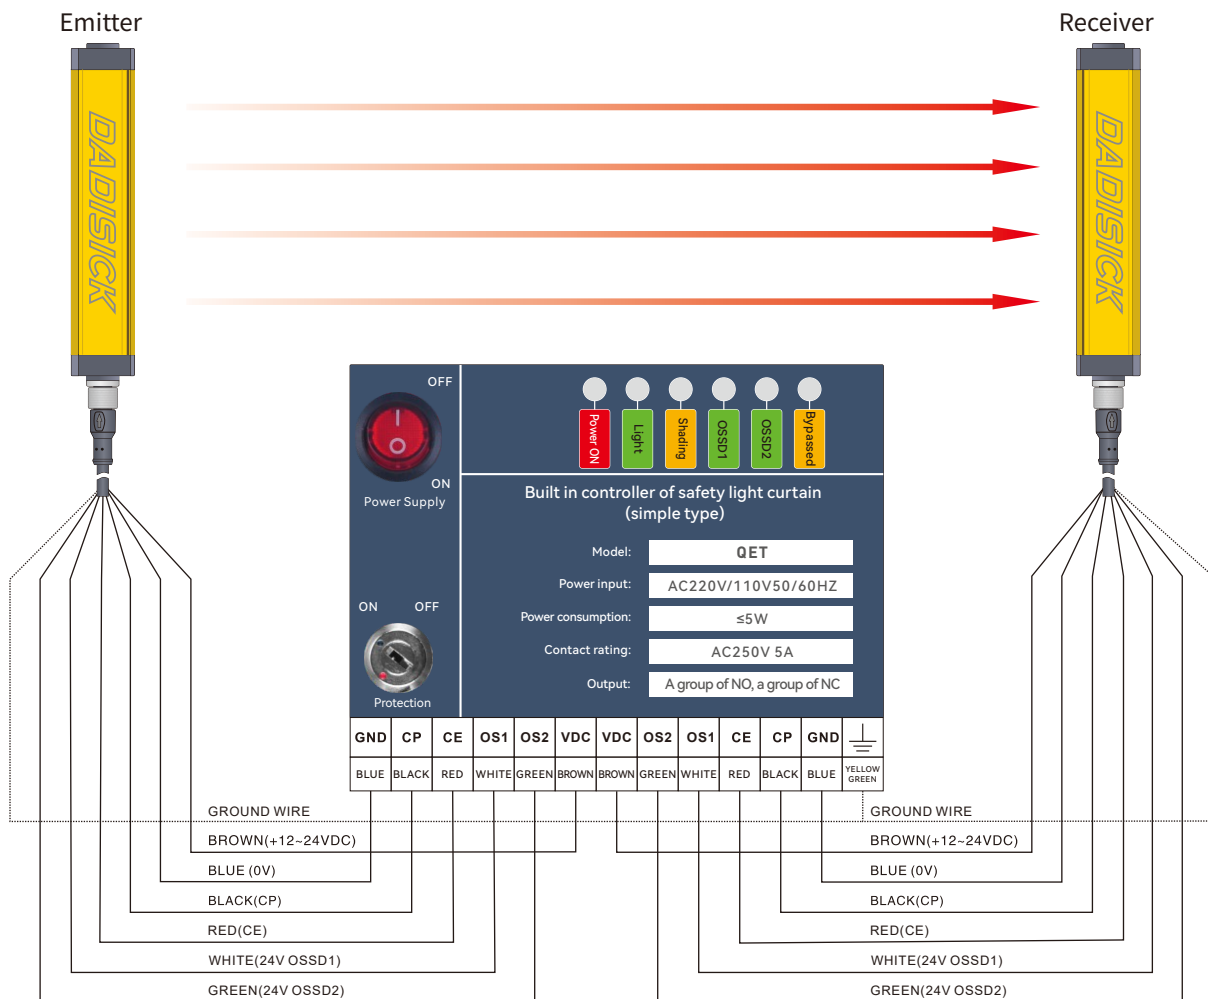 Emitter
Receiver
DADISICK
DADISICK
OFF
ON
Power Supply
ON OFF
Protection
Power ON
Light
Shading
OSSD1
OSSD2
Bypassed
Built in controller of safety light curtain
(simple type)
Model: QET
Power input: AC220V/110V50/60HZ
Power consumption: ≤5W
Contact rating: AC250V 5A
Output: A group of NO, a group of NC
GND CP CE OS1 OS2 VDC VDC OS2 OS1 CE CP GND
BLUE BLACK RED WHITE GREEN BROWN BROWN GREEN WHITE RED BLACK BLUE YELLOW
GREEN
GROUND WIRE GROUND WIRE
BROWN(+12~24VDC) BROWN(+12~24VDC)
BLUE (0V) BLUE (0V)
BLACK(CP) BLACK(CP)
RED(CE) RED(CE)
WHITE(24V OSSD1) WHITE(24V OSSD1)
GREEN(24V OSSD2) GREEN(24V OSSD2)